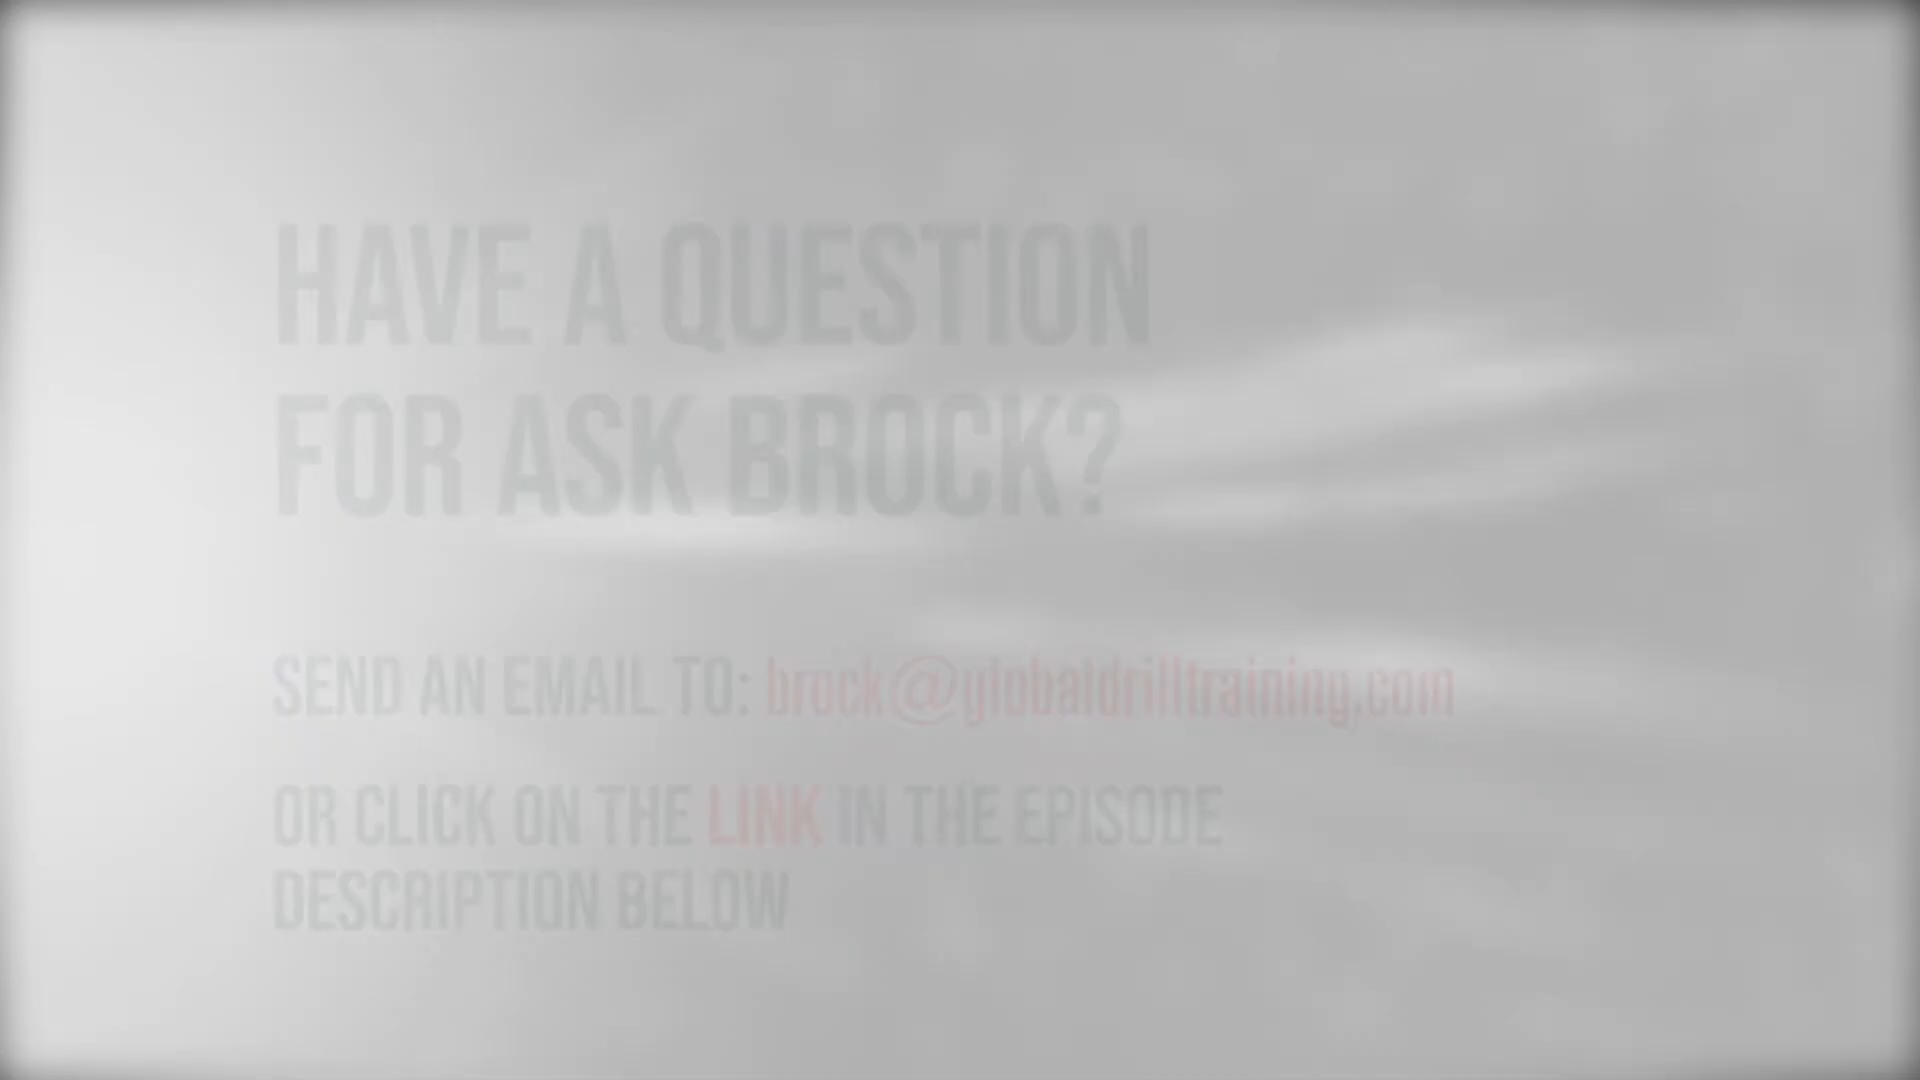 HAVE A QUESTION
FOR ASK BROCK?
SEND AN EMAIL TO: brock@globaldrilltraining.com
OR CLICK ON THE LINK IN THE EPISODE
DESCRIPTION BELOW